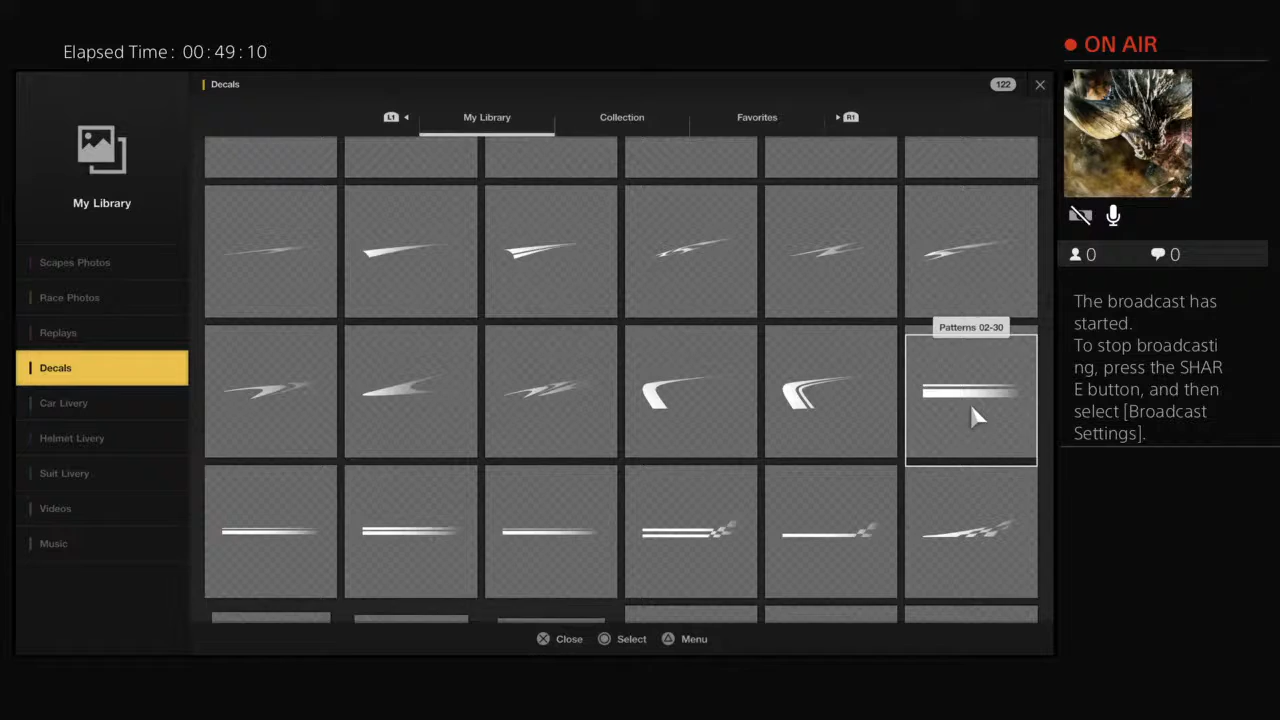 Elapsed Time: 00:49:10
ON AIR
Decals
122
L1
My Library
Collection
Favorites
R1
My Library
Scapes Photos
Race Photos
Replays
Decals
Car Livery
Helmet Livery
Suit Livery
Videos
Music
Patterns 02-30
Close
Select
Menu
0
0
The broadcast has
started.
To stop broadcasti
ng, press the SHAR
E button, and then
select [Broadcast
Settings].